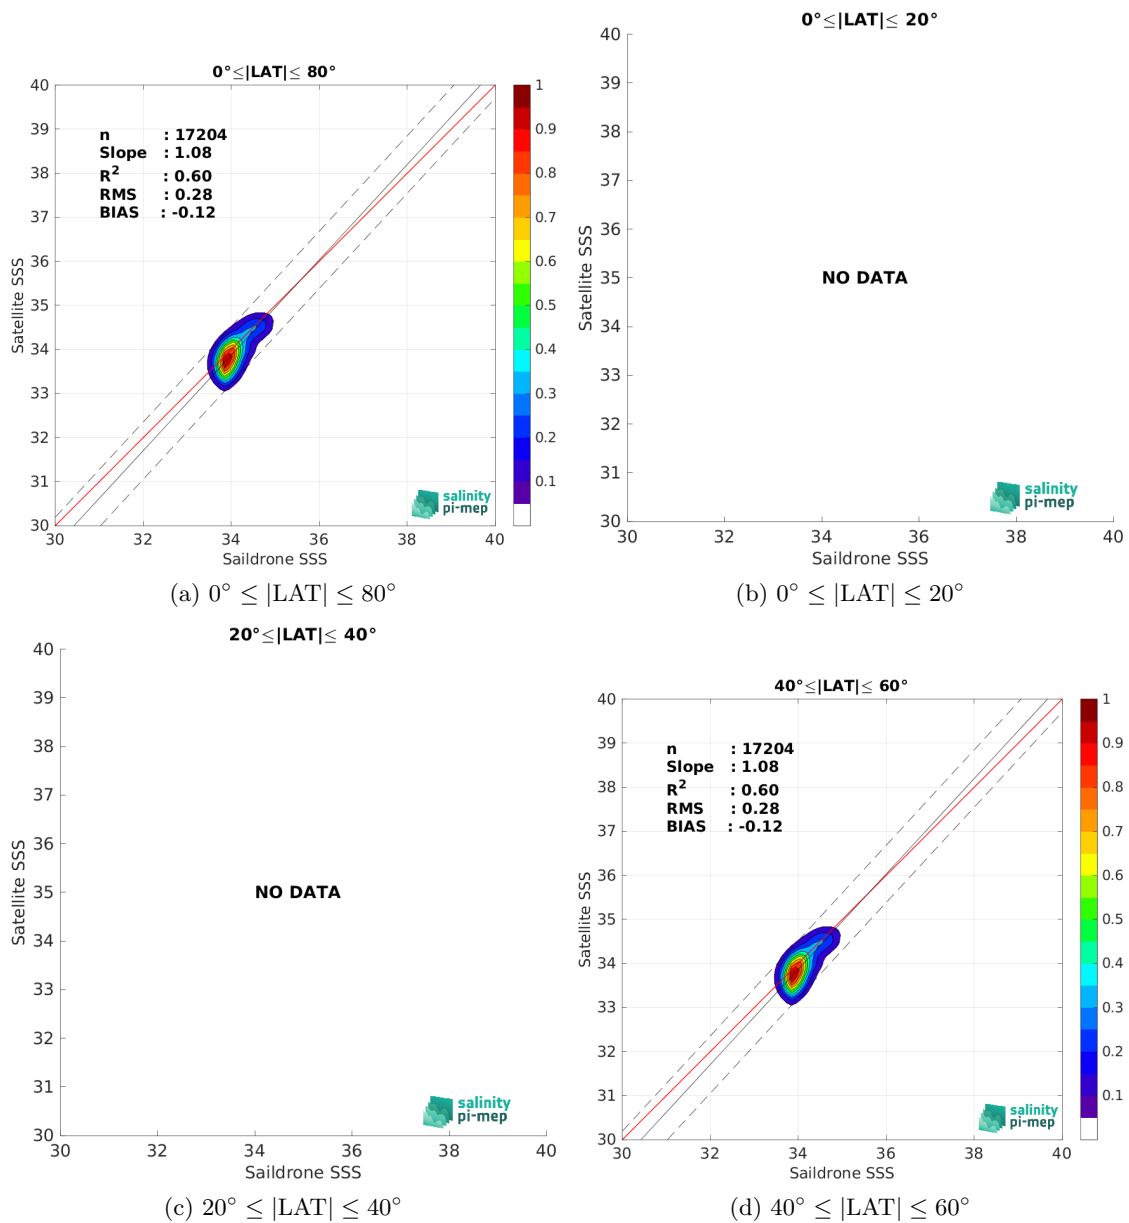 0°≤|LAT|≤ 80°
40
39
38
37
36
35
34
33
32
31
30
Satellite SSS
n : 17204
Slope : 1.08
R² : 0.60
RMS : 0.28
BIAS : -0.12
salinity
pi-mep
30 32 34 36 38 40
Saildrone SSS
1
0.9
0.8
0.7
0.6
0.5
0.4
0.3
0.2
0.1
(a) 0° ≤ |LAT| ≤ 80°
0°≤|LAT|≤ 20°
40
39
38
37
36
35
34
33
32
31
30
Satellite SSS
NO DATA
salinity
pi-mep
30 32 34 36 38 40
Saildrone SSS
(b) 0° ≤ |LAT| ≤ 20°
20°≤|LAT|≤ 40°
40
39
38
37
36
35
34
33
32
31
30
Satellite SSS
NO DATA
salinity
pi-mep
30 32 34 36 38 40
Saildrone SSS
(c) 20° ≤ |LAT| ≤ 40°
40°≤|LAT|≤ 60°
40
39
38
37
36
35
34
33
32
31
30
Satellite SSS
n : 17204
Slope : 1.08
R² : 0.60
RMS : 0.28
BIAS : -0.12
salinity
pi-mep
30 32 34 36 38 40
Saildrone SSS
1
0.9
0.8
0.7
0.6
0.5
0.4
0.3
0.2
0.1
(d) 40° ≤ |LAT| ≤ 60°